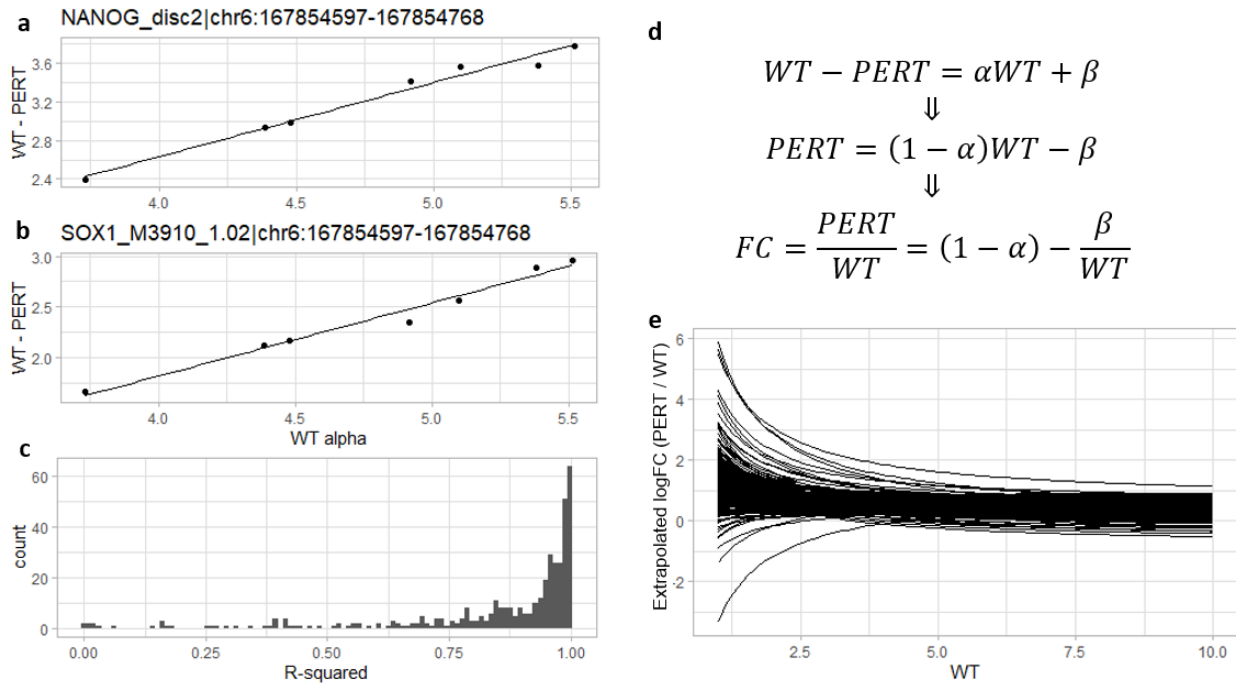 a
NANOG_disc2|chr6:167854597-167854768
WT - PERT
3.6
3.2
2.8
2.4
4.0 4.5 5.0 5.5
b
SOX1_M3910_1.02|chr6:167854597-167854768
WT - PERT
3.0
2.5
2.0
4.0 4.5 5.0 5.5
WT alpha
c
count
60
40
20
0
0.00 0.25 0.50 0.75 1.00
R-squared
d
WT − PERT = αWT + β
⇓
PERT = (1 − α)WT − β
⇓
FC = PERT / WT = (1 − α) − β / WT
e
Extrapolated logFC (PERT / WT)
6
4
2
0
-2
2.5 5.0 7.5 10.0
WT